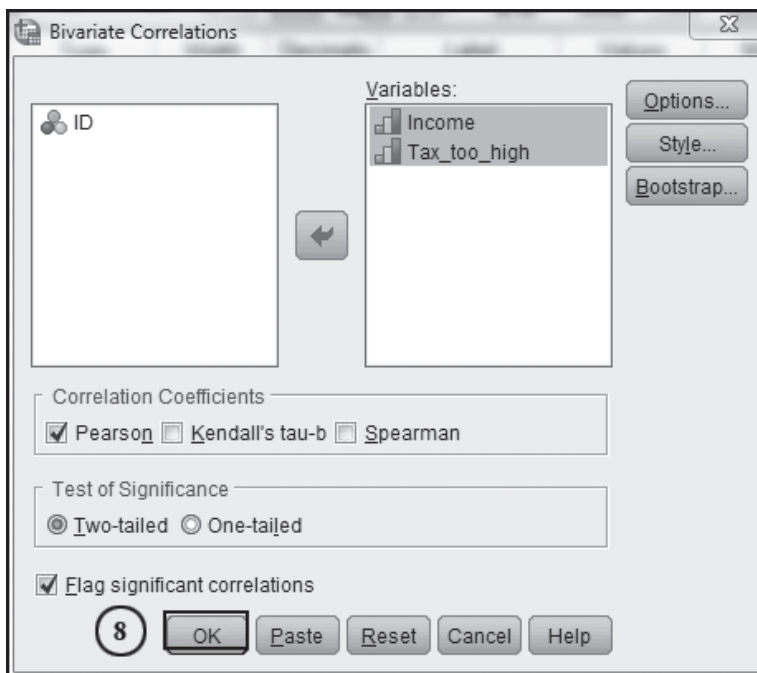 Bivariate Correlations
Variables:
ID
Income
Tax_too_high
Options...
Style...
Bootstrap...
Correlation Coefficients
Pearson Kendall's tau-b Spearman
Test of Significance
Two-tailed One-tailed
Flag significant correlations
8 OK Paste Reset Cancel Help